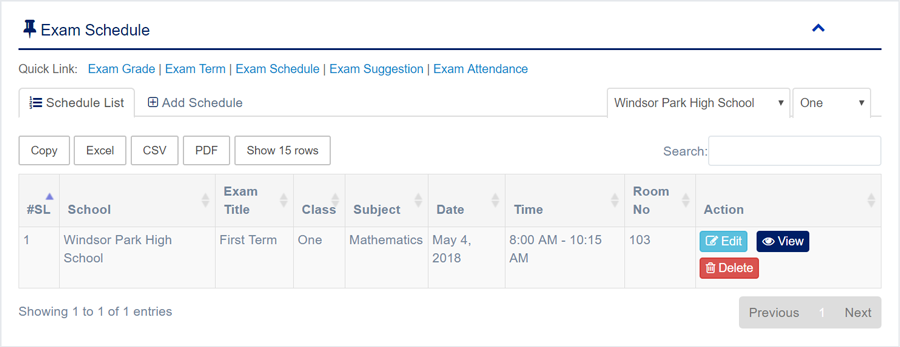 Exam Schedule
Quick Link: Exam Grade | Exam Term | Exam Schedule | Exam Suggestion | Exam Attendance
Schedule List Add Schedule Windsor Park High School One
Copy Excel CSV PDF Show 15 rows Search:
#SL School Exam Title Class Subject Date Time Room No Action
1 Windsor Park High School First Term One Mathematics May 4, 2018 8:00 AM - 10:15 AM 103 Edit View Delete
Showing 1 to 1 of 1 entries Previous 1 Next